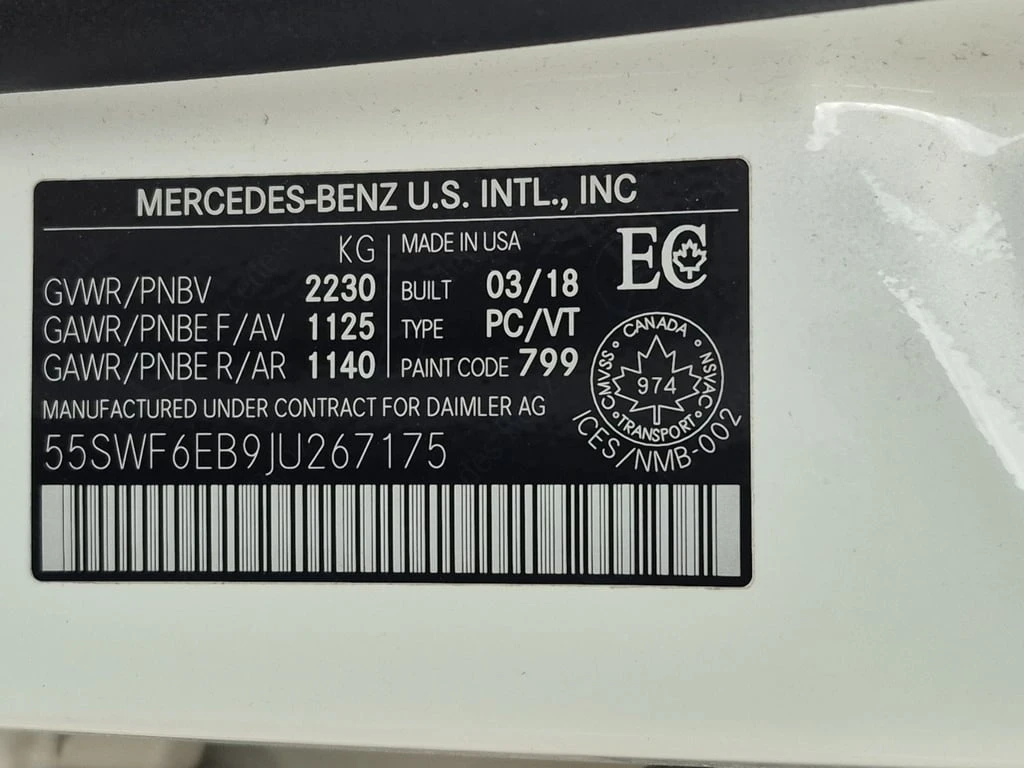 MERCEDES-BENZ U.S. INTL., INC
KG
GVWR/PNBV 2230
GAWR/PNBE F/AV 1125
GAWR/PNBE R/AR 1140
MADE IN USA
BUILT 03/18
TYPE PC/VT
PAINT CODE 799
EC
CANADA
CMVSS
974
NSVAC
TRANSPORT
ICES/NMB-002
MANUFACTURED UNDER CONTRACT FOR DAIMLER AG
55SWF6EB9JU267175